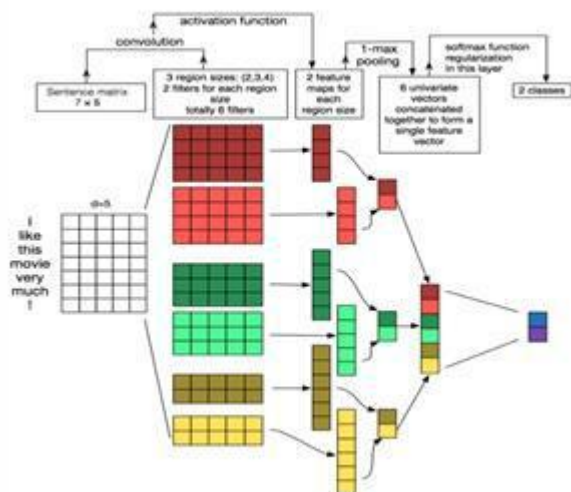 activation function
convolution
1-max
pooling
softmax function
regularization
in this layer
Sentence matrix
7 × 5
3 region sizes: (2,3,4)
2 filters for each region
size
totally 6 filters
2 feature
maps for
each
region size
6 univariate
vectors
concatenated
together to form a
single feature
vector
2 classes
d=5
I
like
this
movie
very
much
!